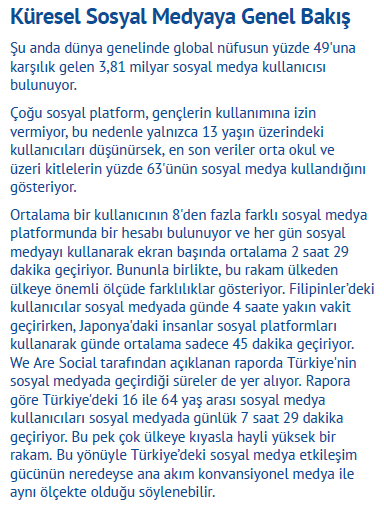 Küresel Sosyal Medyaya Genel Bakış
Şu anda dünya genelinde global nüfusun yüzde 49'una
karşılık gelen 3,81 milyar sosyal medya kullanıcısı
bulunuyor.
Çoğu sosyal platform, gençlerin kullanımına izin
vermiyor, bu nedenle yalnızca 13 yaşın üzerindeki
kullanıcıları düşünürsek, en son veriler orta okul ve
üzeri kitlelerin yüzde 63'ünün sosyal medya kullandığını
gösteriyor.
Ortalama bir kullanıcının 8'den fazla farklı sosyal medya
platformunda bir hesabı bulunuyor ve her gün sosyal
medyayı kullanarak ekran başında ortalama 2 saat 29
dakika geçiriyor. Bununla birlikte, bu rakam ülkeden
ülkeye önemli ölçüde farklılıklar gösteriyor. Filipinler'deki
kullanıcılar sosyal medyada günde 4 saate yakın vakit
geçirirken, Japonya'daki insanlar sosyal platformları
kullanarak günde ortalama sadece 45 dakika geçiriyor.
We Are Social tarafından açıklanan raporda Türkiye'nin
sosyal medyada geçirdiği süreler de yer alıyor. Rapora
göre Türkiye'deki 16 ile 64 yaş arası sosyal medya
kullanıcıları sosyal medyada günlük 7 saat 29 dakika
geçiriyor. Bu pek çok ülkeye kıyasla hayli yüksek bir
rakam. Bu yönüyle Türkiye'deki sosyal medya etkileşim
gücünün neredeyse ana akım konvansiyonel medya ile
aynı ölçekte olduğu söylenebilir.